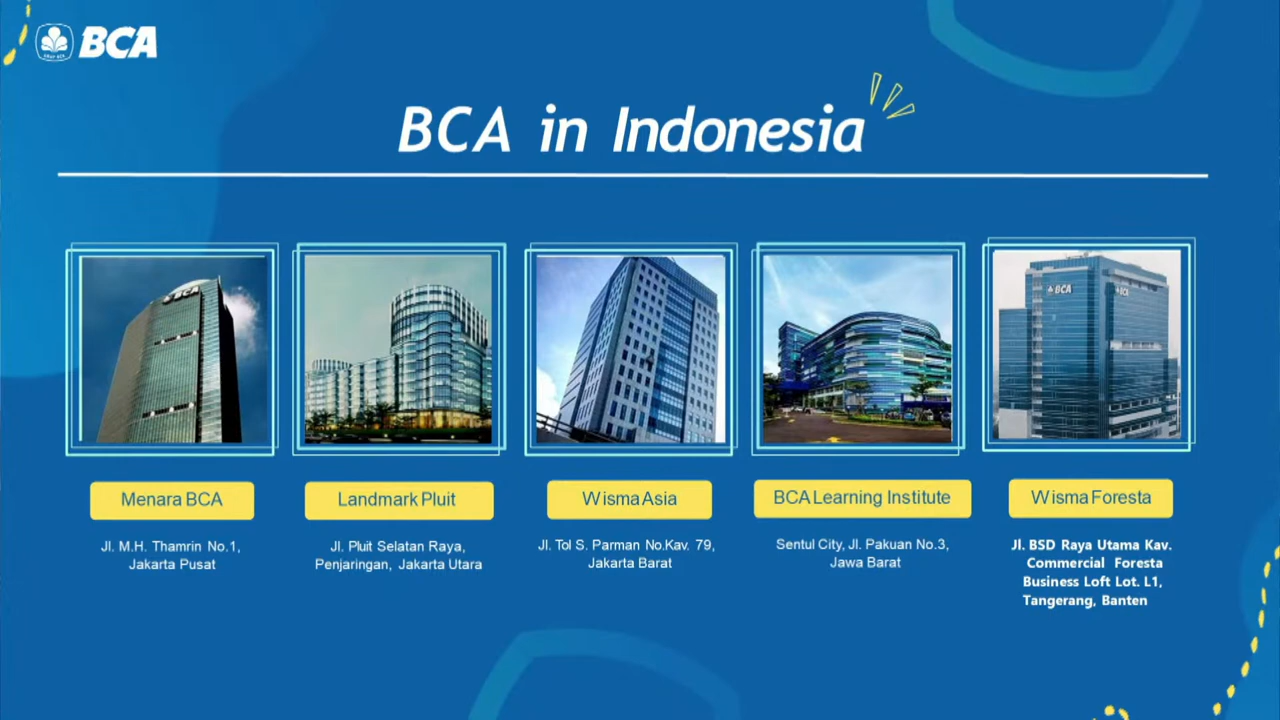 BCA
BCA in Indonesia
BCA
BCA
BCA
Menara BCA
Landmark Pluit
Wisma Asia
BCA Learning Institute
Wisma Foresta
Jl. M.H. Thamrin No.1,
Jakarta Pusat
Jl. Pluit Selatan Raya,
Penjaringan, Jakarta Utara
Jl. Tol S. Parman No.Kav. 79,
Jakarta Barat
Sentul City, Jl. Pakuan No.3,
Jawa Barat
Jl. BSD Raya Utama Kav.
Commercial Foresta
Business Loft Lot. L1,
Tangerang, Banten